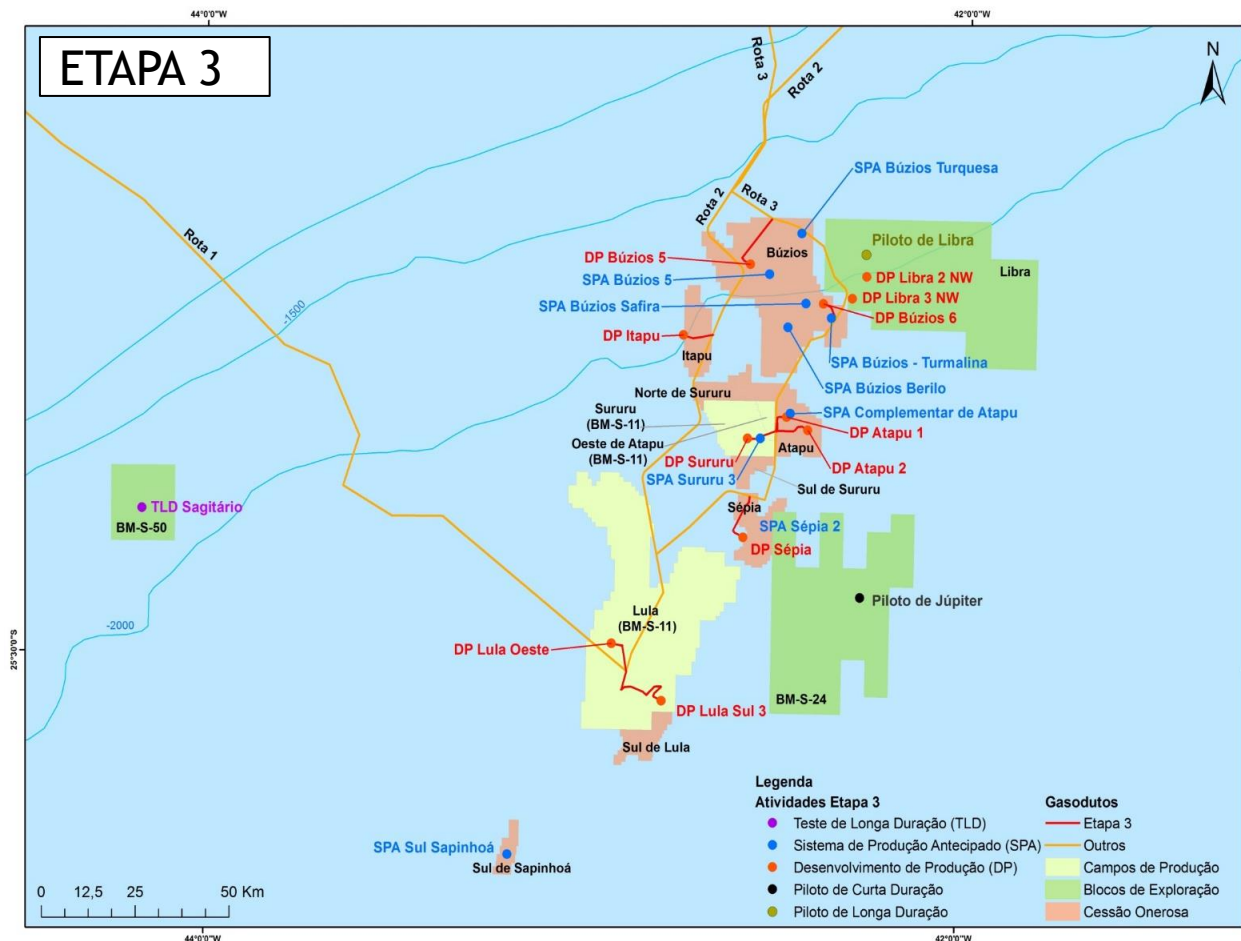 44°0'0"W
42°0'0"W
ETAPA 3
N
Rota 3
Rota 2
SPA Búzios Turquesa
Rota 3
Rota 2
Rota 1
Búzios
Piloto de Libra
DP Búzios 5
Libra
SPA Búzios 5
DP Libra 2 NW
DP Libra 3 NW
SPA Búzios Safira
DP Búzios 6
-1500
DP Itapu
Itapu
SPA Búzios - Turmalina
SPA Búzios Berilo
Norte de Sururu
Sururu
(BM-S-11)
SPA Complementar de Atapu
Oeste de Atapu
(BM-S-11)
DP Atapu 1
Atapu
DP Sururu
DP Atapu 2
SPA Sururu 3
Sul de Sururu
TLD Sagitário
Sépia
BM-S-50
SPA Sépia 2
DP Sépia
Piloto de Júpiter
Lula
(BM-S-11)
-2000
25°30'0"S
25°30'0"S
DP Lula Oeste
BM-S-24
DP Lula Sul 3
Sul de Lula
Legenda
Atividades Etapa 3
Teste de Longa Duração (TLD)
Sistema de Produção Antecipado (SPA)
Desenvolvimento de Produção (DP)
Piloto de Curta Duração
Piloto de Longa Duração
Gasodutos
Etapa 3
Outros
Campos de Produção
Blocos de Exploração
Cessão Onerosa
SPA Sul Sapinhoá
Sul de Sapinhoá
0 12,5 25 50 Km
44°0'0"W
42°0'0"W